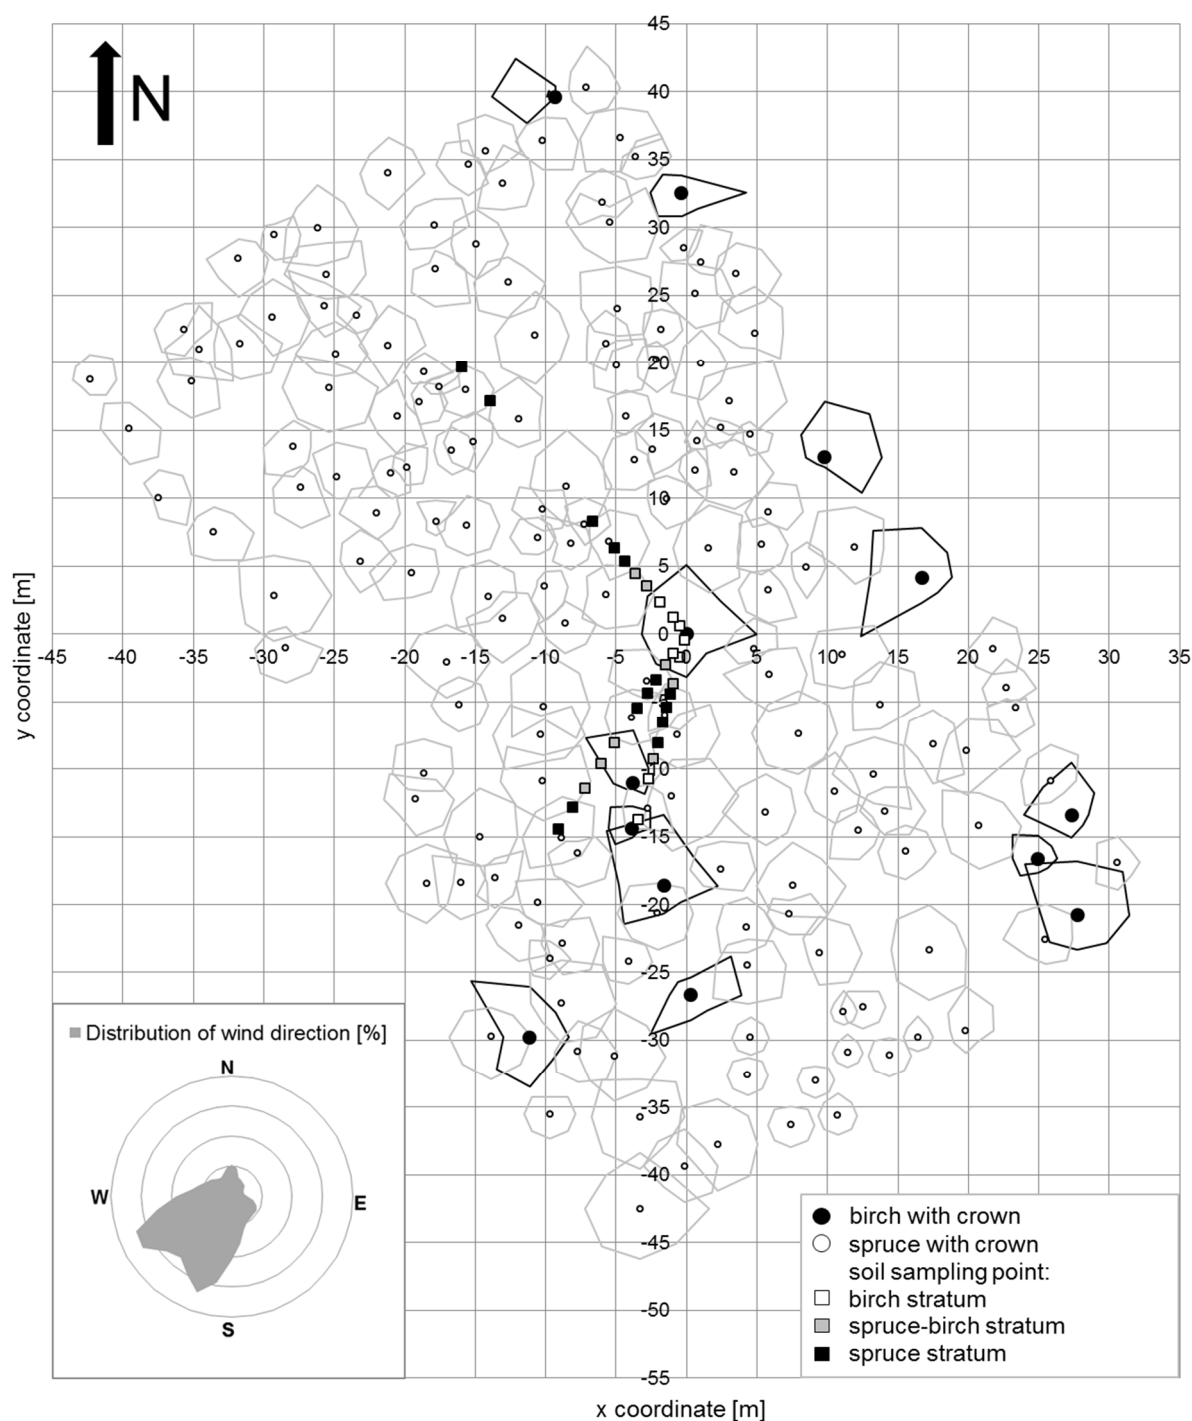 45
N
40
35
30
25
20
15
10
5
0
-45 -40 -35 -30 -25 -20 -15 -10 -5 0 5 10 15 20 25 30 35
-5
-10
-15
-20
-25
-30
-35
-40
-45
-50
-55
y coordinate [m]
x coordinate [m]
Distribution of wind direction [%]
N
W
E
S
birch with crown
spruce with crown
soil sampling point:
birch stratum
spruce-birch stratum
spruce stratum